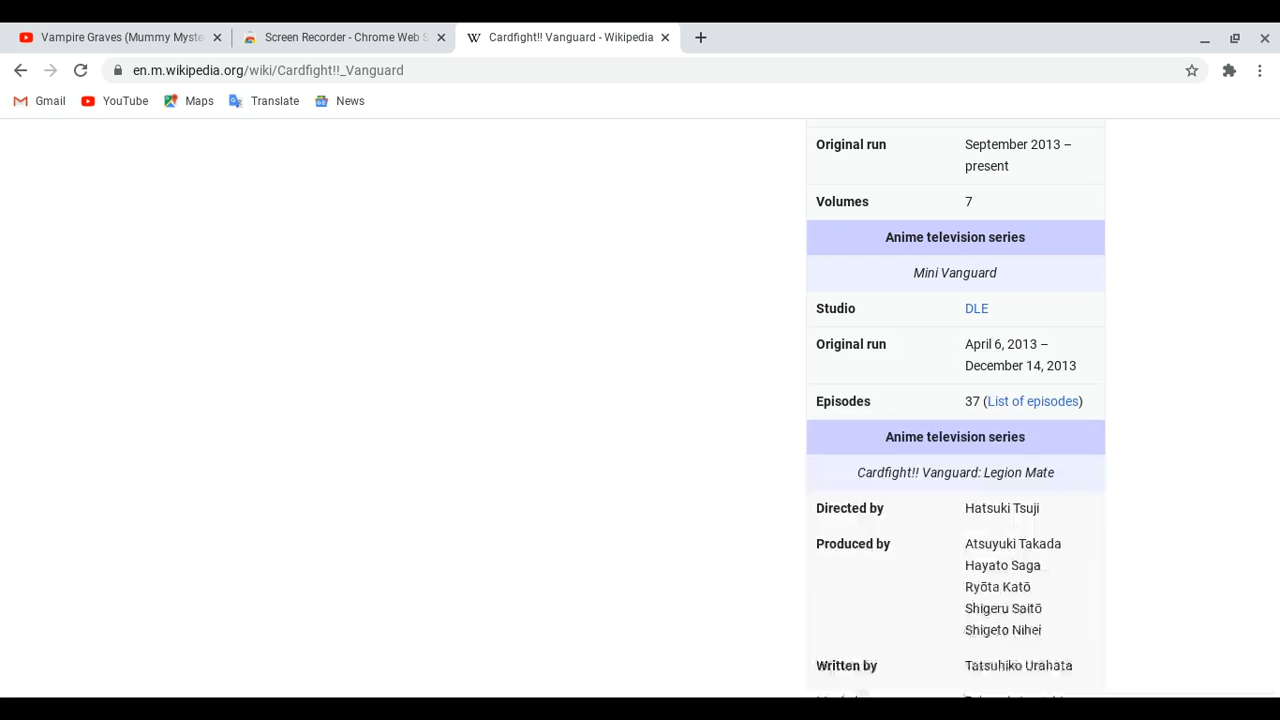 Vampire Graves (Mummy Myste
Screen Recorder - Chrome Web S
Cardfight!! Vanguard - Wikipedia
en.m.wikipedia.org/wiki/Cardfight!!_Vanguard
Gmail YouTube Maps Translate News
Original run September 2013 –
present
Volumes 7
Anime television series
Mini Vanguard
Studio DLE
Original run April 6, 2013 –
December 14, 2013
Episodes 37 (List of episodes)
Anime television series
Cardfight!! Vanguard: Legion Mate
Directed by Hatsuki Tsuji
Produced by Atsuyuki Takada
Hayato Saga
Ryōta Katō
Shigeru Saitō
Shigeto Nihei
Written by Tatsuhiko Urahata